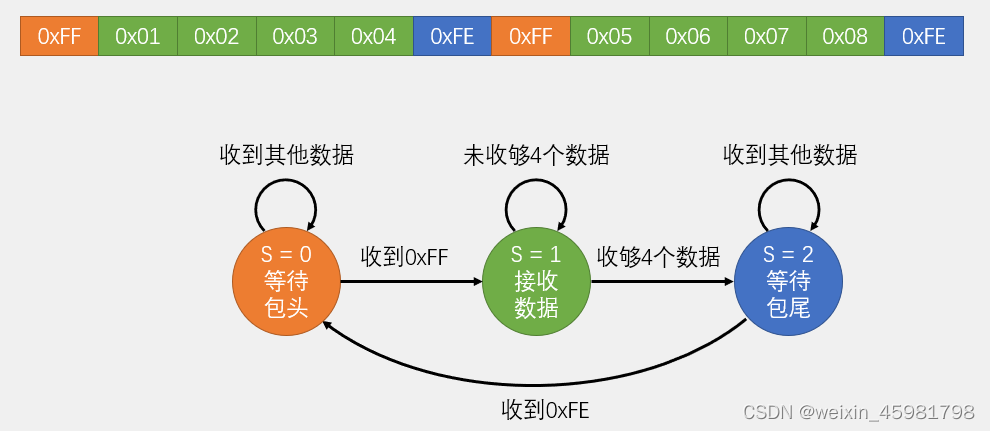 0xFF 0x01 0x02 0x03 0x04 0xFE 0xFF 0x05 0x06 0x07 0x08 0xFE
收到其他数据 未收够4个数据 收到其他数据
S = 0
等待
包头
收到0xFF
S = 1
接收
数据
收够4个数据
S = 2
等待
包尾
收到0xFE
CSDN @weixin_45981798